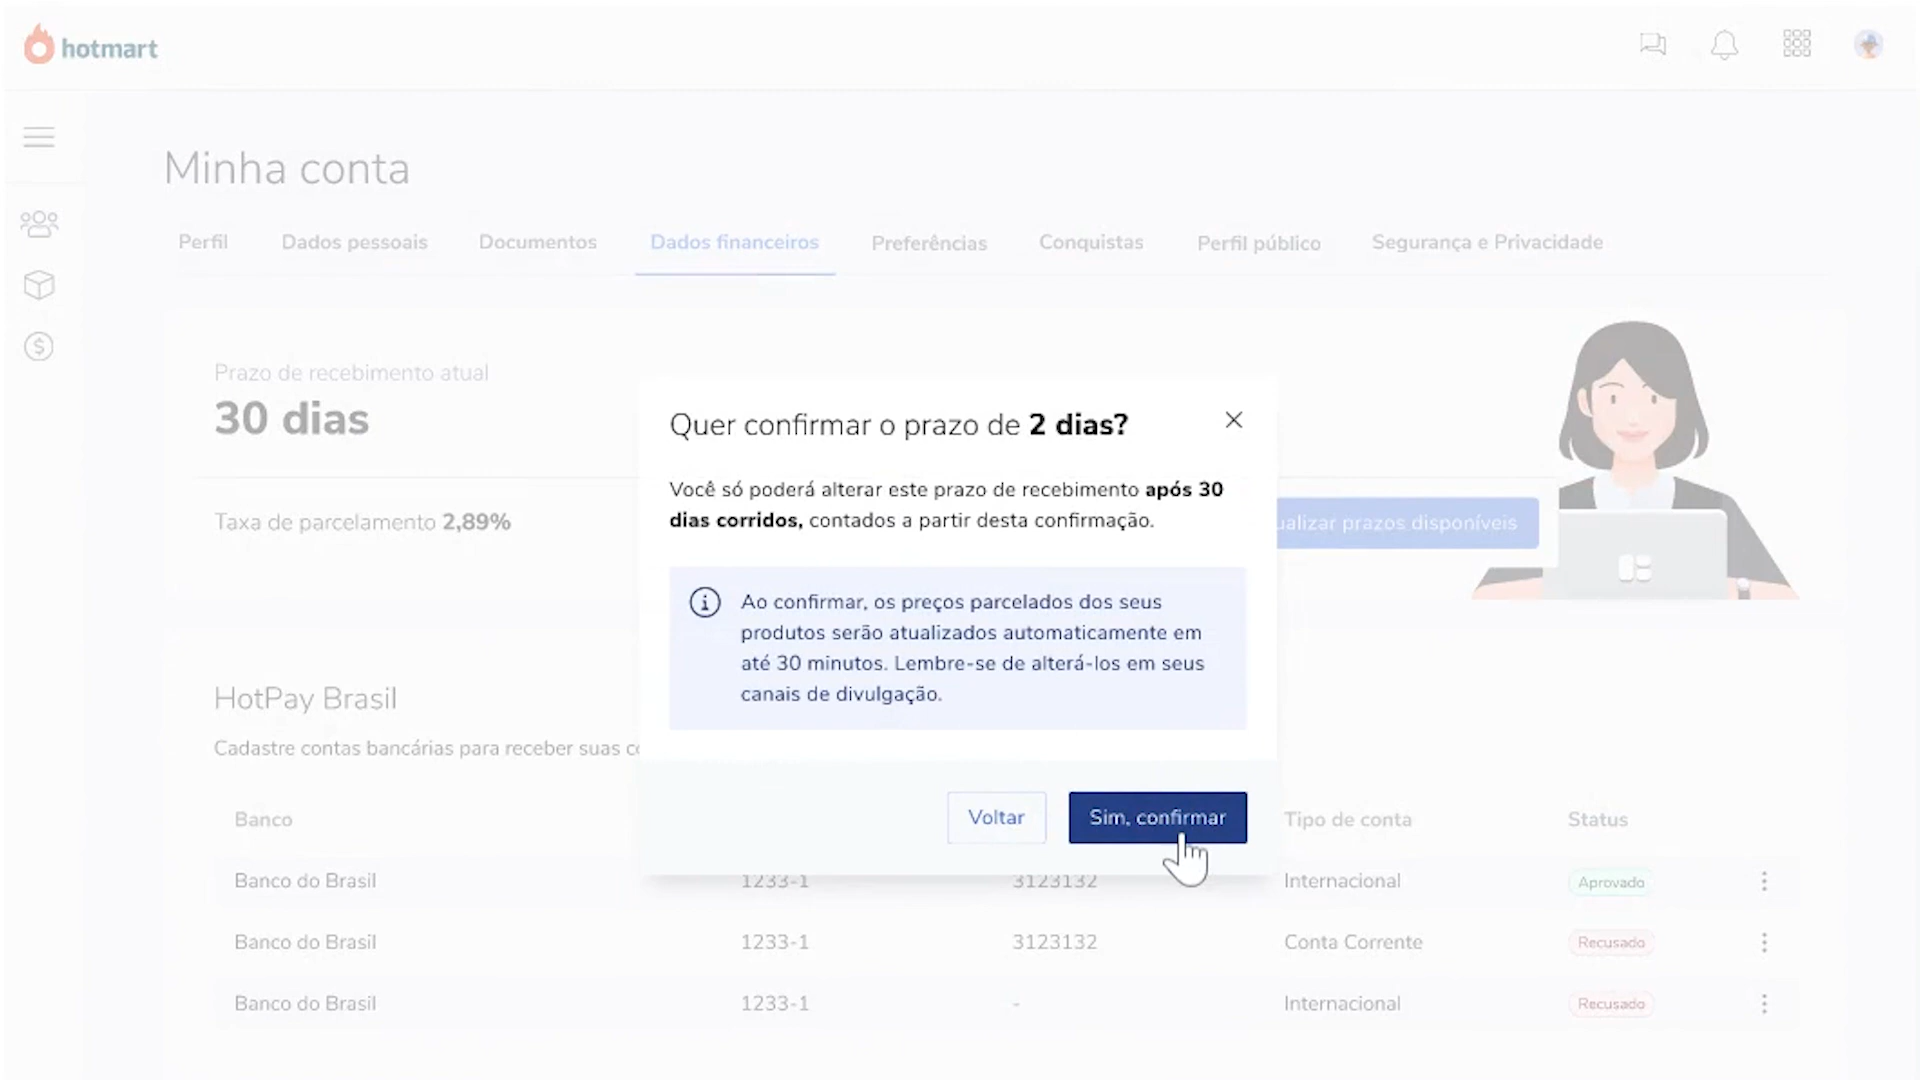 hotmart
Minha conta
Perfil Dados pessoais Documentos Dados financeiros Preferências Conquistas Perfil público Segurança e Privacidade
Prazo de recebimento atual
30 dias
Taxa de parcelamento 2,89%
prazos disponíveis
Quer confirmar o prazo de 2 dias?
Você só poderá alterar este prazo de recebimento após 30
dias corridos, contados a partir desta confirmação.
Ao confirmar, os preços parcelados dos seus
produtos serão atualizados automaticamente em
até 30 minutos. Lembre-se de alterá-los em seus
canais de divulgação.
Voltar Sim, confirmar
HotPay Brasil
Cadastre contas bancárias para receber suas
Banco Tipo de conta Status
Banco do Brasil 1233-1 3123132 Internacional Aprovado
Banco do Brasil 1233-1 3123132 Conta Corrente Recusado
Banco do Brasil 1233-1 - Internacional Recusado